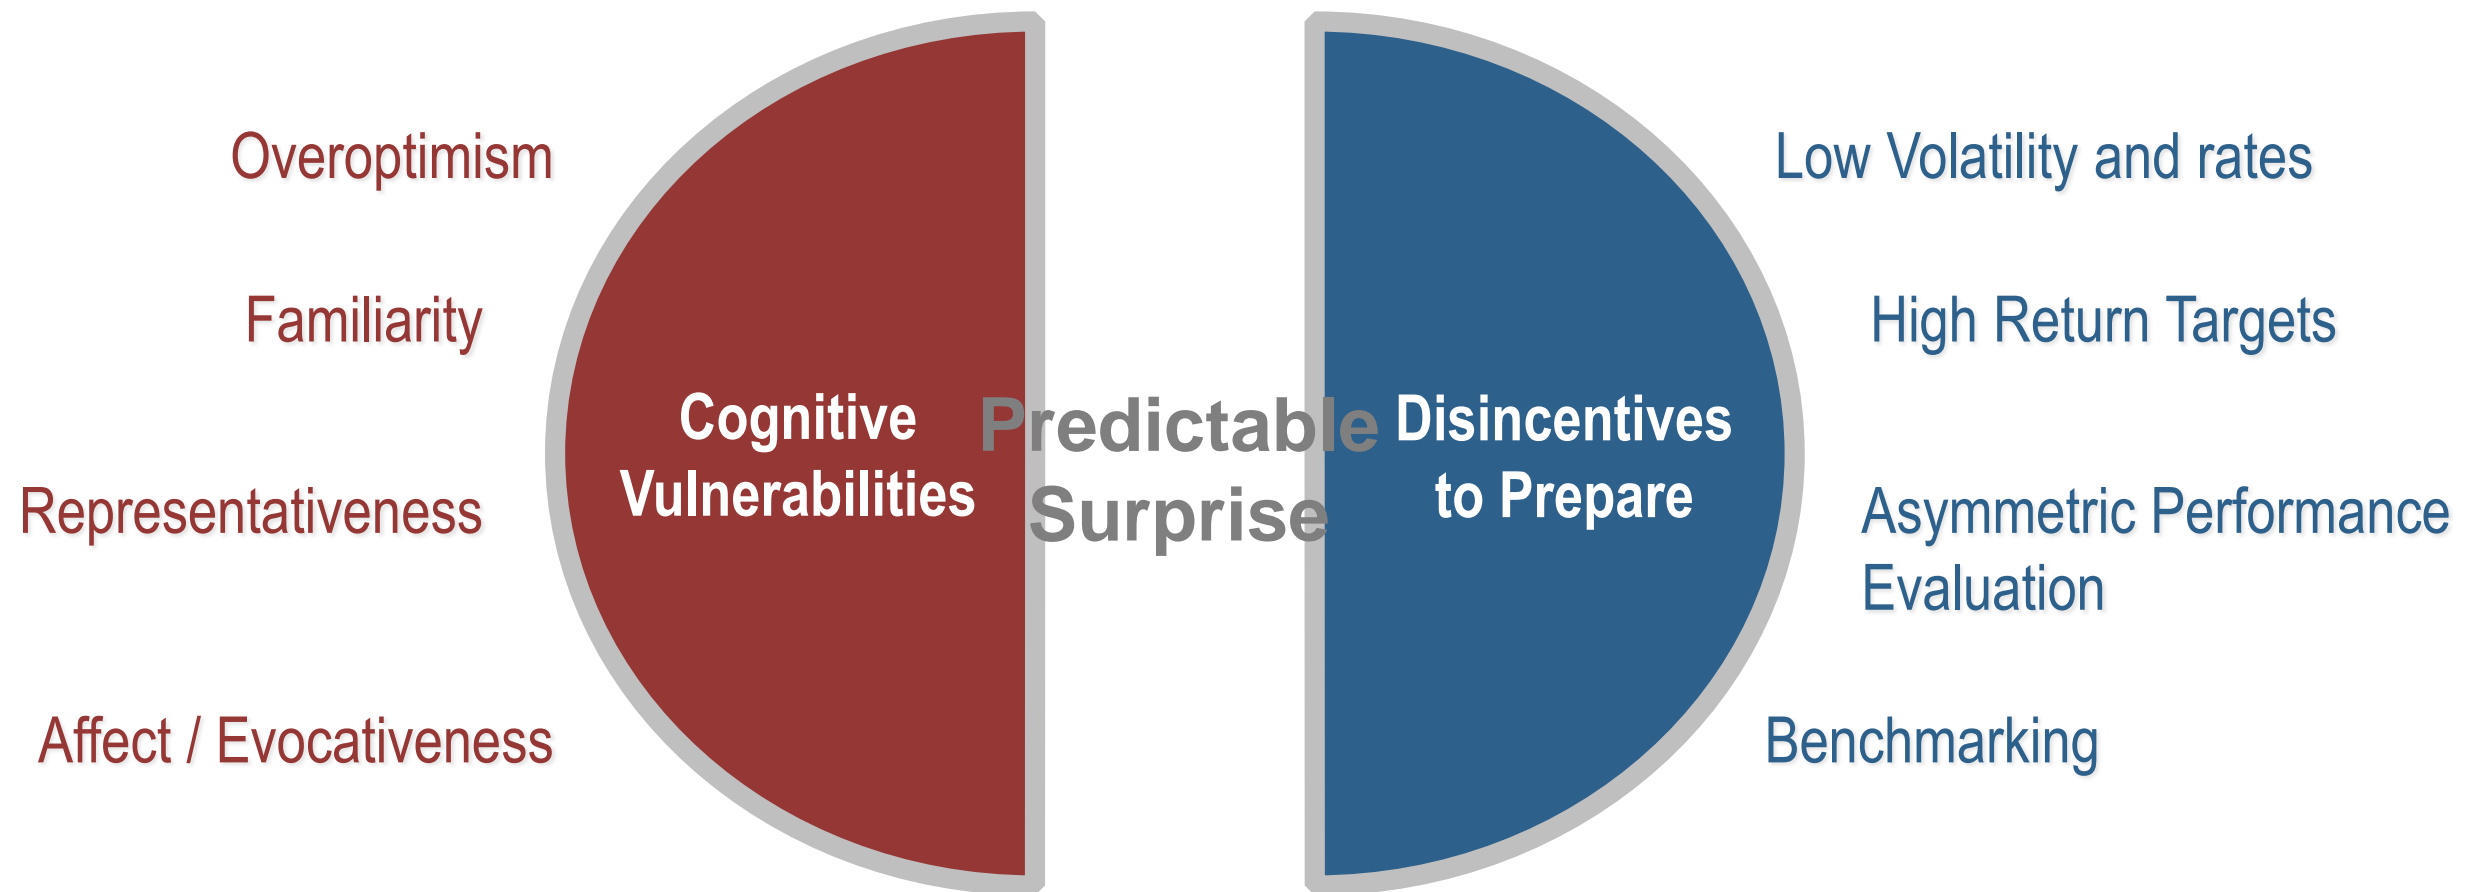 Overoptimism
Familiarity
Representativeness
Affect / Evocativeness
Cognitive
Vulnerabilities
Predictable
Surprise
Disincentives
to Prepare
Low Volatility and rates
High Return Targets
Asymmetric Performance
Evaluation
Benchmarking